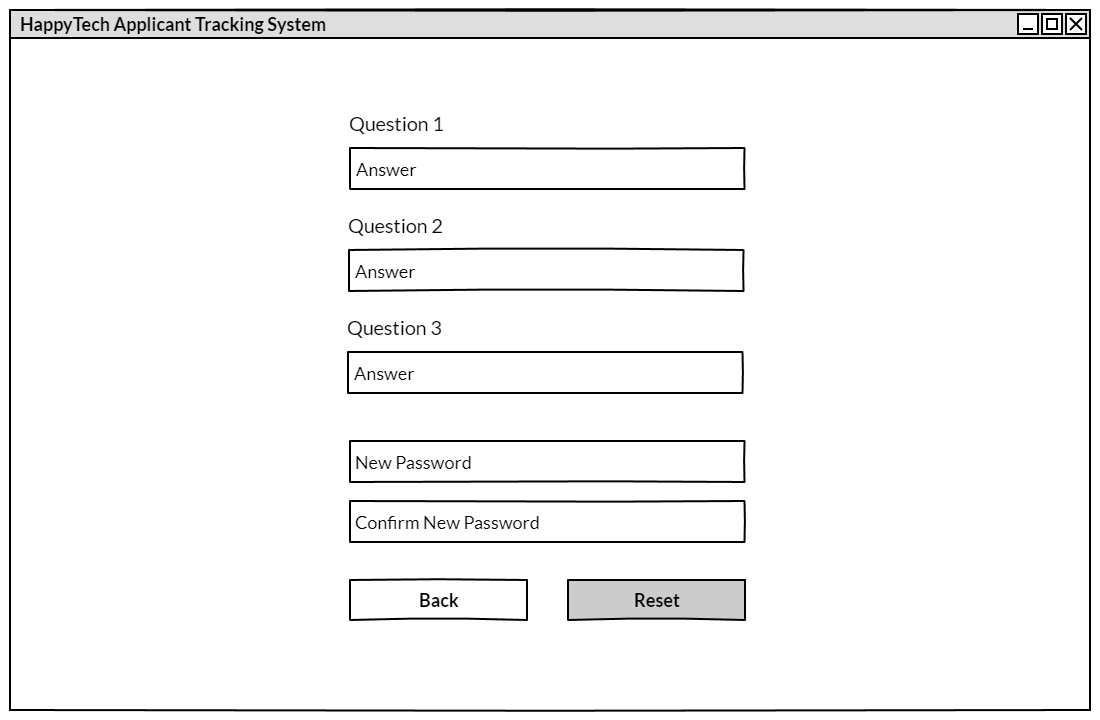 HappyTech Applicant Tracking System
Question 1
Answer
Question 2
Answer
Question 3
Answer
New Password
Confirm New Password
Back
Reset